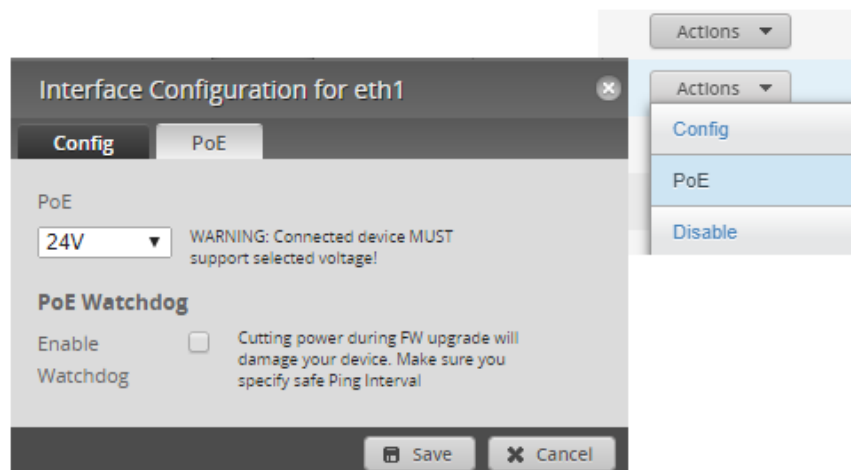 Actions
Interface Configuration for eth1
Actions
Config PoE
Config
PoE
Disable
PoE
24V
WARNING: Connected device MUST
support selected voltage!
PoE Watchdog
Enable
Watchdog
Cutting power during FW upgrade will
damage your device. Make sure you
specify safe Ping Interval
Save Cancel